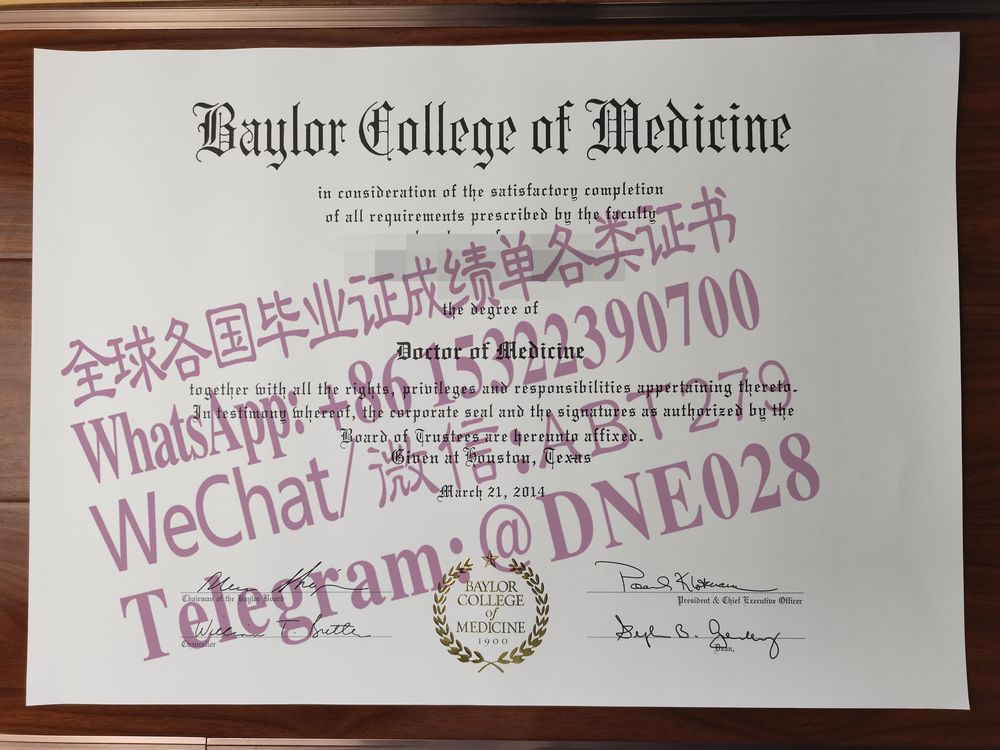 Baylor College of Medicine
in consideration of the satisfactory completion
of all requirements prescribed by the faculty
the degree of
Doctor of Medicine
together with all the rights, privileges and responsibilities appertaining thereto.
In testimony whereof, the corporate seal and the signatures as authorized by the
Board of Trustees are hereunto affixed.
Given at Houston, Texas
March 21, 2014
全球各国毕业证成绩单各类证书
WhatsApp: +86 15322390700
WeChat/微信:ABT279
Telegram:@DNE028
Chairman of the Baylor Board
President & Chief Executive Officer
BAYLOR
COLLEGE
of
MEDICINE
1900
William T.
Chancellor
Dean,